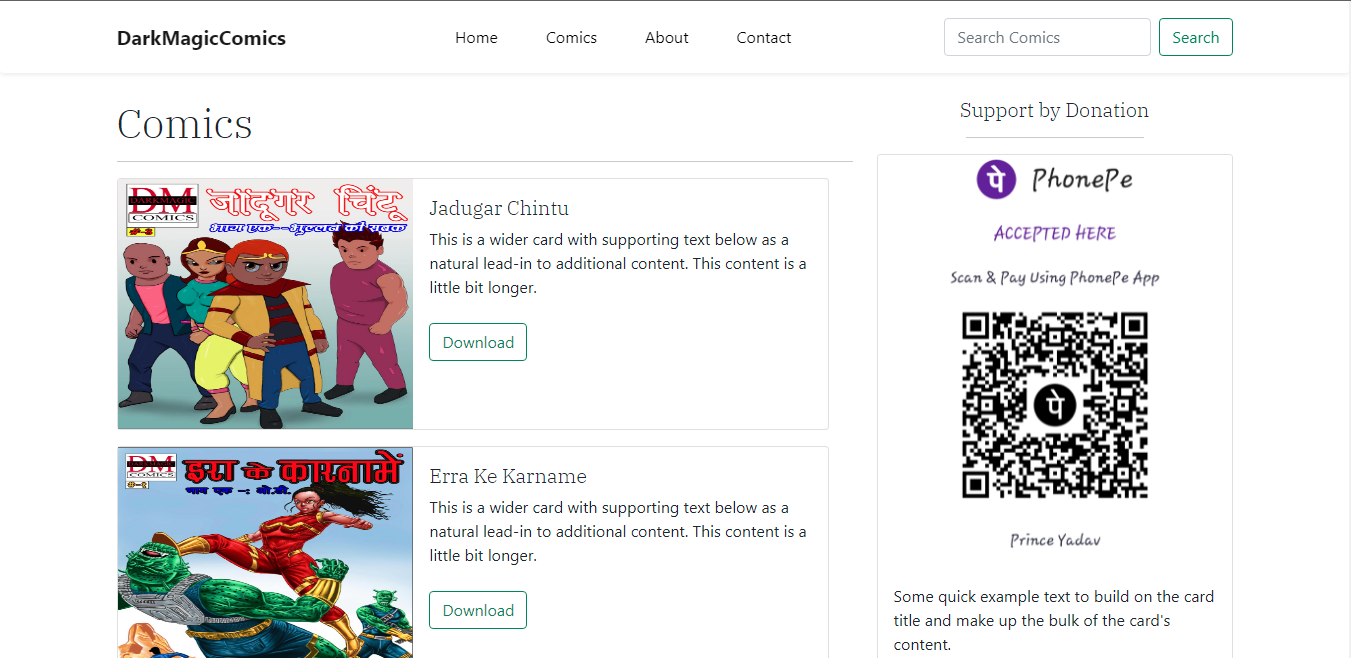 DarkMagicComics
Home
Comics
About
Contact
Search Comics
Search
Comics
DM
DARKMAGIC
COMICS
जादूगर चिंटू
Jadugar Chintu
This is a wider card with supporting text below as a
natural lead-in to additional content. This content is a
little bit longer.
Download
DM
COMICS
इरा के कारनामें
Erra Ke Karname
This is a wider card with supporting text below as a
natural lead-in to additional content. This content is a
little bit longer.
Download
Support by Donation
पे PhonePe
ACCEPTED HERE
Scan & Pay Using PhonePe App
पे
Prince Yadav
Some quick example text to build on the card
title and make up the bulk of the card's
content.